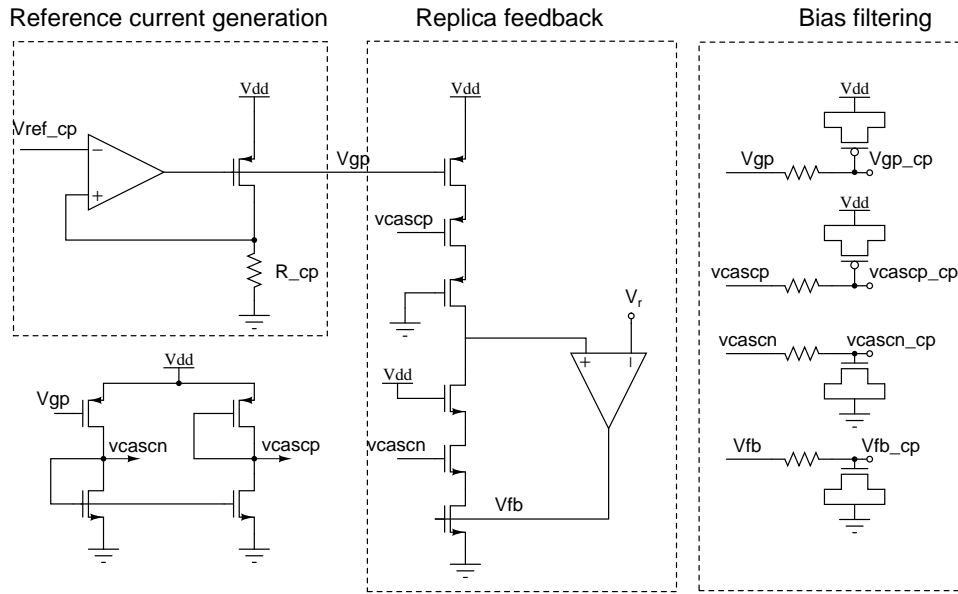 Reference current generation
Replica feedback
Bias filtering
Vdd
Vref_cp
−
+
R_cp
Vgp
Vdd
vcascp
V_r
+
−
Vdd
vcascn
Vfb
Vdd
Vgp
vcascn
vcascp
Vdd
Vgp
Vgp_cp
Vdd
vcascp
vcascp_cp
vcascn
vcascn_cp
Vfb
Vfb_cp